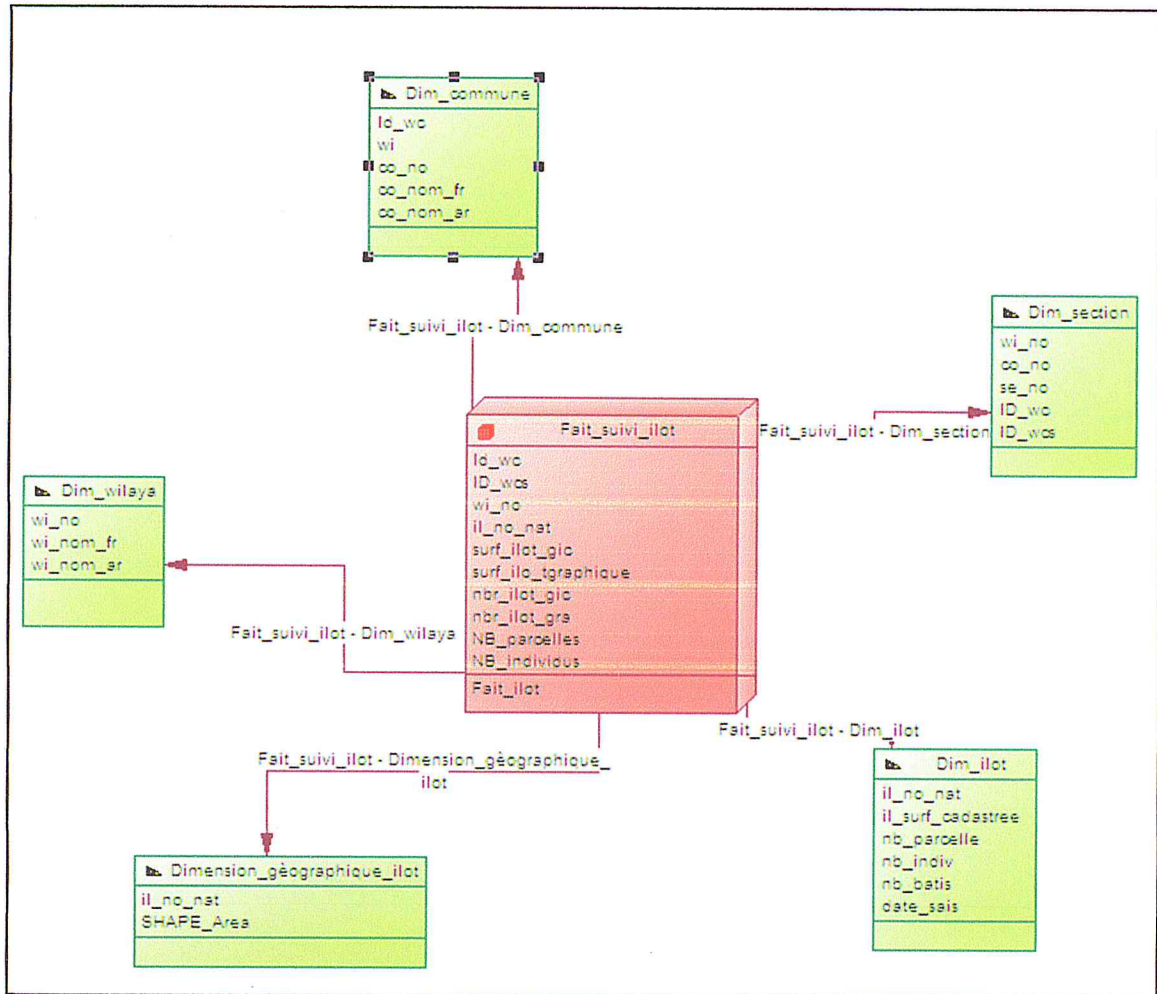 Dim_commune
Id_wc
wi
co_no
co_nom_fr
co_nom_ar
Fait_suivi_ilot - Dim_commune
Dim_section
wi_no
co_no
se_no
ID_wc
ID_wcs
Fait_suivi_ilot - Dim_section
Fait_suivi_ilot
Id_wc
ID_wcs
wi_no
il_no_nat
surf_ilot_gic
surf_ilo_tgraphique
nbr_ilot_gic
nbr_ilot_gra
NB_parcelles
NB_individus
Fait_ilot
Dim_wilaya
wi_no
wi_nom_fr
wi_nom_ar
Fait_suivi_ilot - Dim_wilaya
Fait_suivi_ilot - Dimension_gèographique_
ilot
Dimension_gèographique_ilot
il_no_nat
SHAPE_Area
Fait_suivi_ilot - Dim_ilot
Dim_ilot
il_no_nat
il_surf_cadastree
nb_parcelle
nb_indiv
nb_batis
date_sais